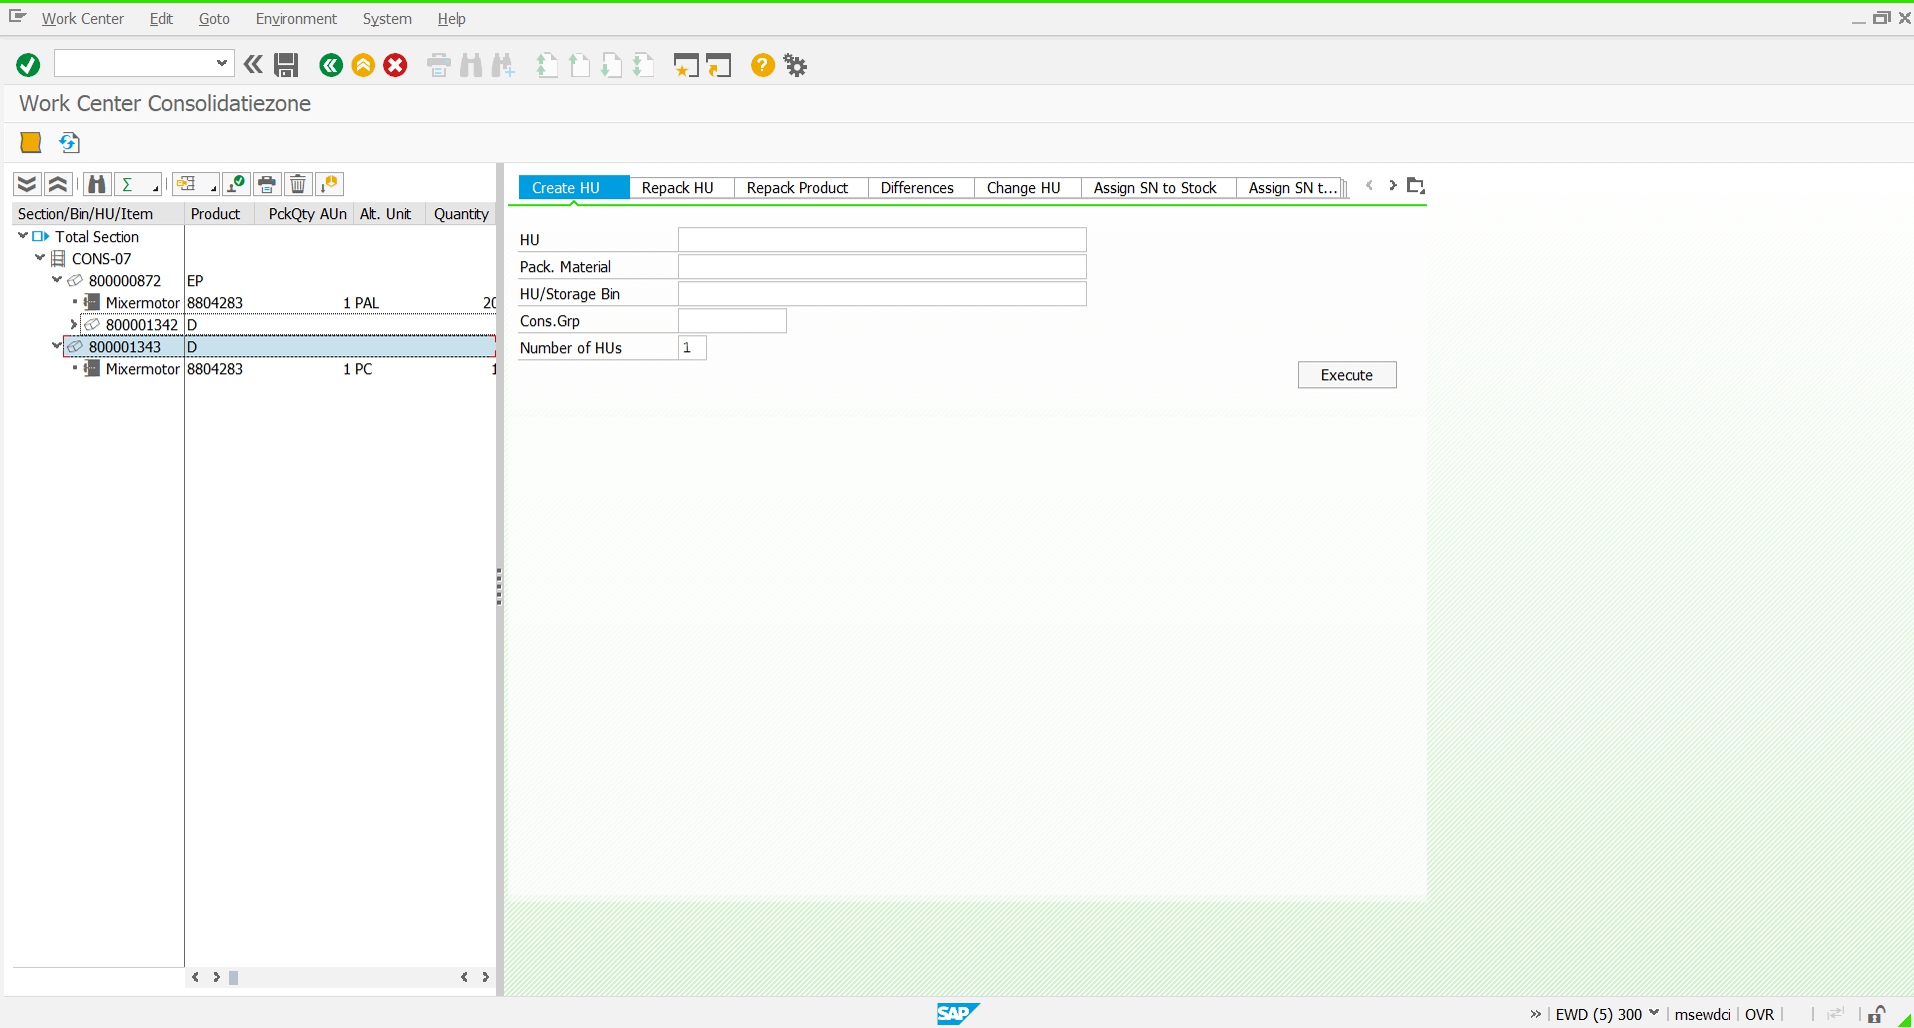 Work Center Edit Goto Environment System Help
Work Center Consolidatiezone
Create HU Repack HU Repack Product Differences Change HU Assign SN to Stock Assign SN t...
Section/Bin/HU/Item Product PckQty AUn Alt. Unit Quantity
Total Section
CONS-07
800000872 EP
Mixermotor 8804283 1 PAL 20
800001342 D
800001343 D
Mixermotor 8804283 1 PC 1
HU
Pack. Material
HU/Storage Bin
Cons.Grp
Number of HUs 1
Execute
SAP
EWD (5) 300 msewdci OVR